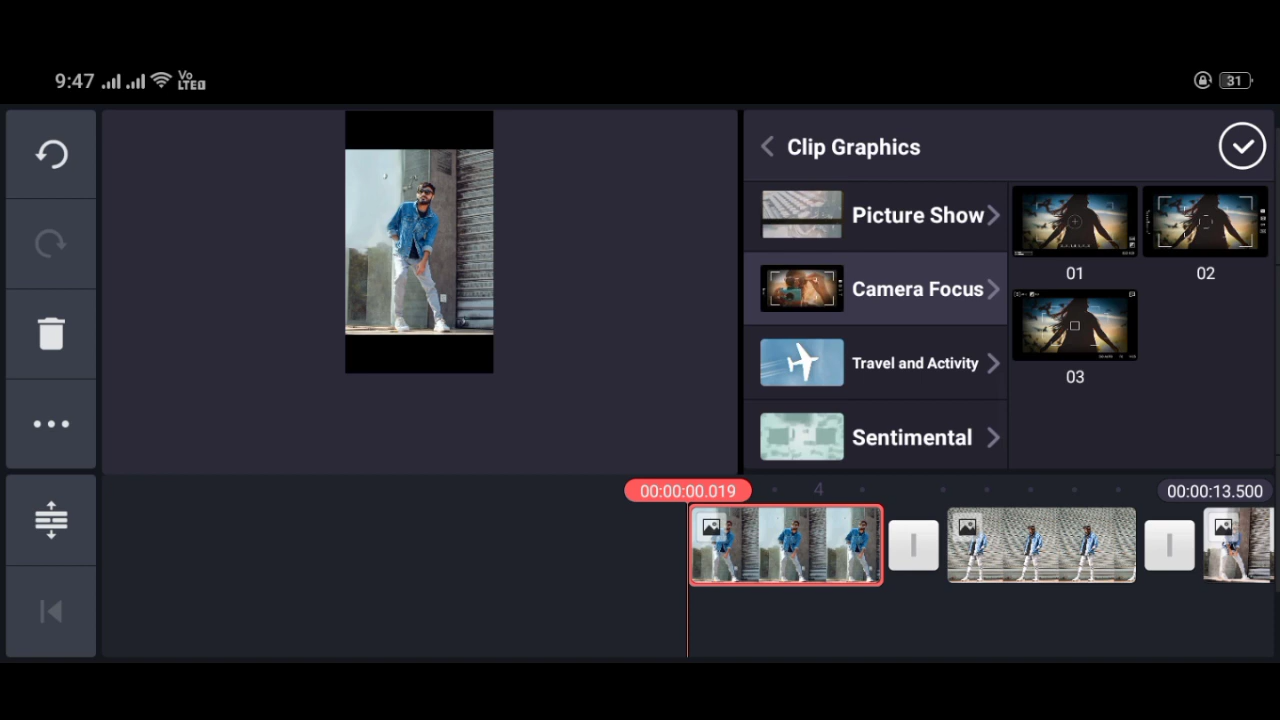 9:47 Vo LTE 31
Clip Graphics
Picture Show
Camera Focus
Travel and Activity
Sentimental
01
02
03
00:00:00.019
4
00:00:13.500